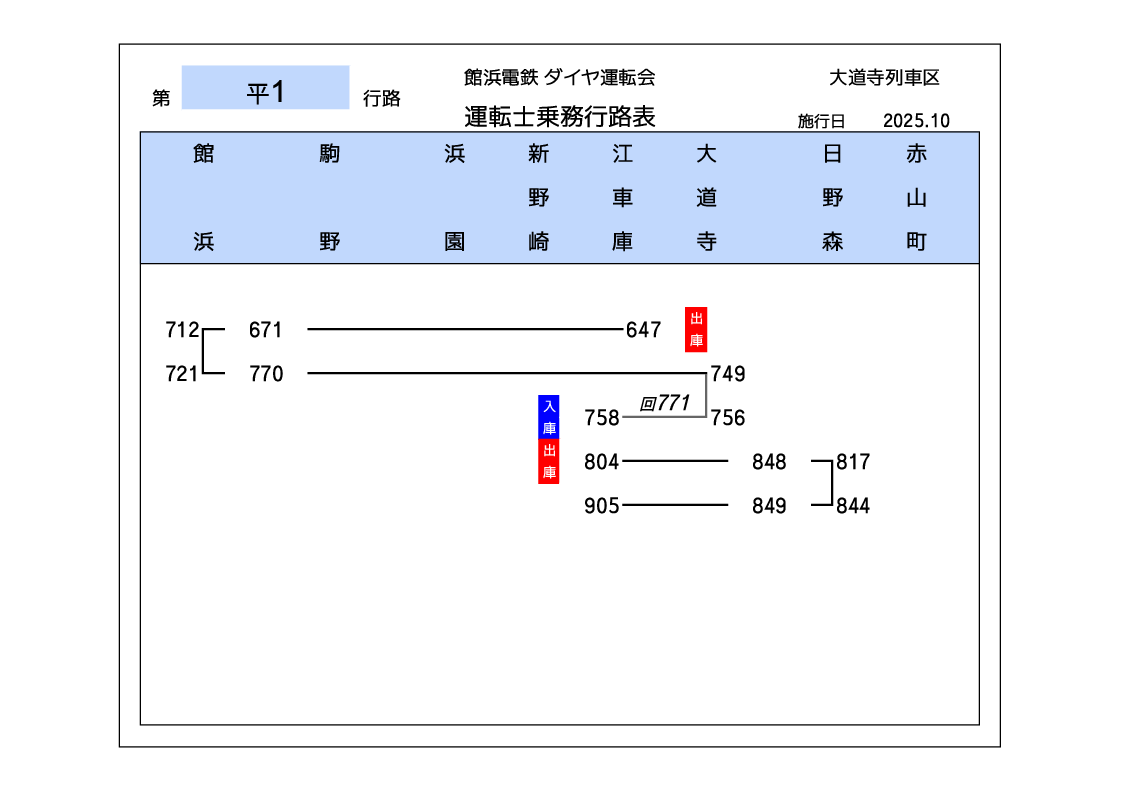 館浜電鉄 ダイヤ運転会
大道寺列車区
第 平1 行路
運転士乗務行路表
施行日 2025.10
館浜 駒野 浜園 新野崎 江車庫 大道寺 日野森 赤山町
712 671 647 出庫
721 770 749
入庫 758 回771 756
出庫 804 848 817
905 849 844